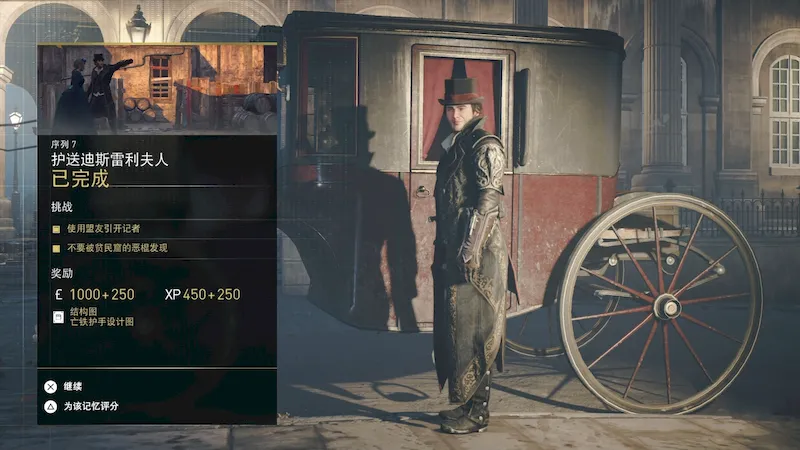 序列 7
护送迪斯雷利夫人
已完成
挑战
使用盟友引开记者
不要被贫民窟的恶棍发现
奖励
£ 1000+250 XP 450+250
结构图
亡铁护手设计图
继续
为该记忆评分